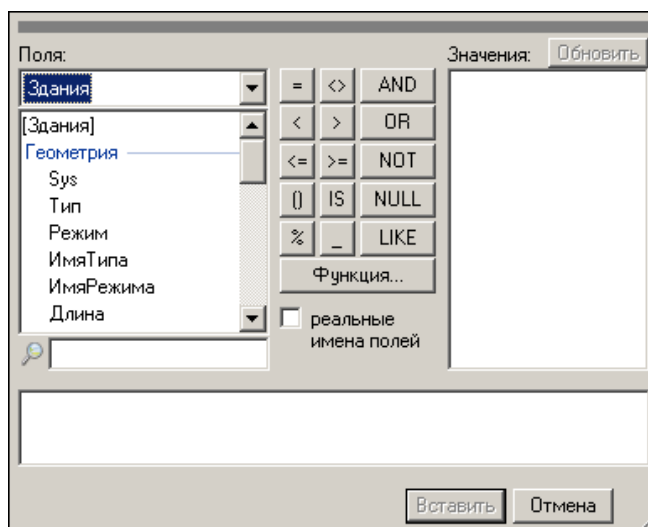 Поля:
Здания
[Здания]
Геометрия
Sys
Тип
Режим
ИмяТипа
ИмяРежима
Длина
= <> AND
< > OR
<= >= NOT
() IS NULL
% _ LIKE
Функция...
реальные
имена полей
Значения:
Обновить
Вставить
Отмена